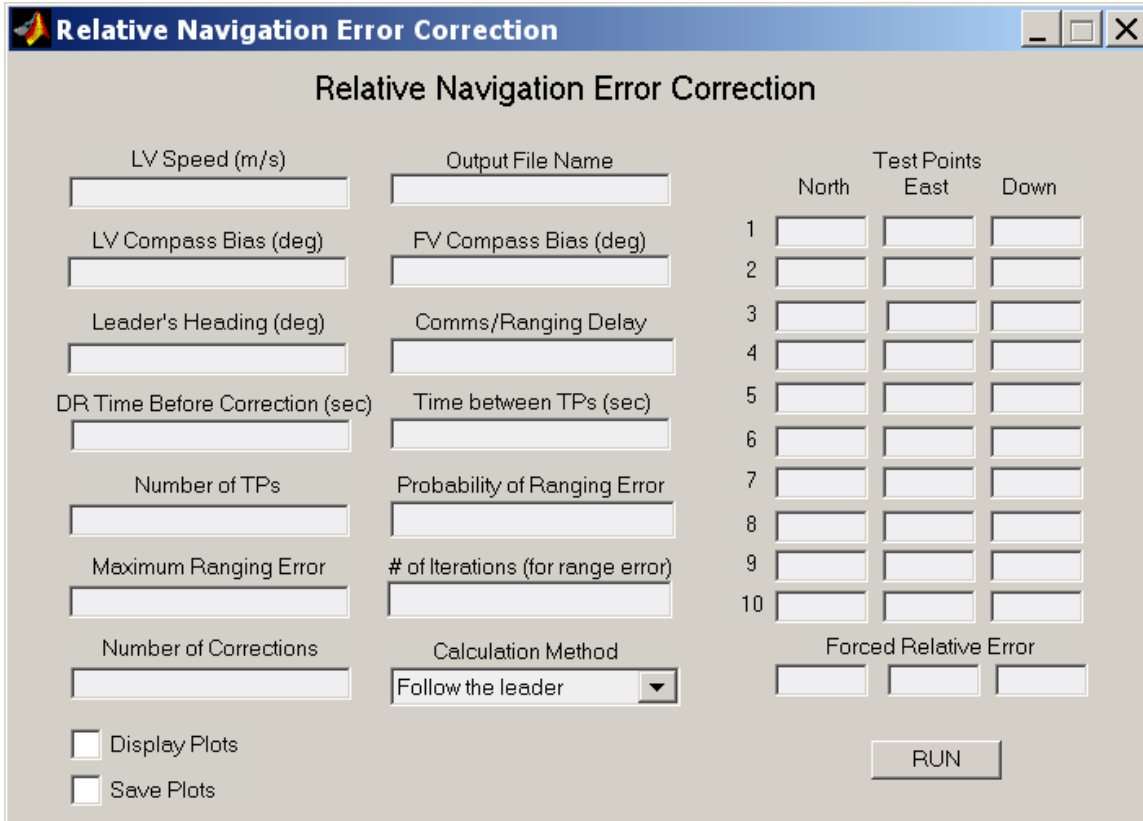 Relative Navigation Error Correction
Relative Navigation Error Correction
LV Speed (m/s)
Output File Name
LV Compass Bias (deg)
FV Compass Bias (deg)
Leader's Heading (deg)
Comms/Ranging Delay
DR Time Before Correction (sec)
Time between TPs (sec)
Number of TPs
Probability of Ranging Error
Maximum Ranging Error
# of Iterations (for range error)
Number of Corrections
Calculation Method
Follow the leader
Display Plots
Save Plots
Test Points
North East Down
1
2
3
4
5
6
7
8
9
10
Forced Relative Error
RUN